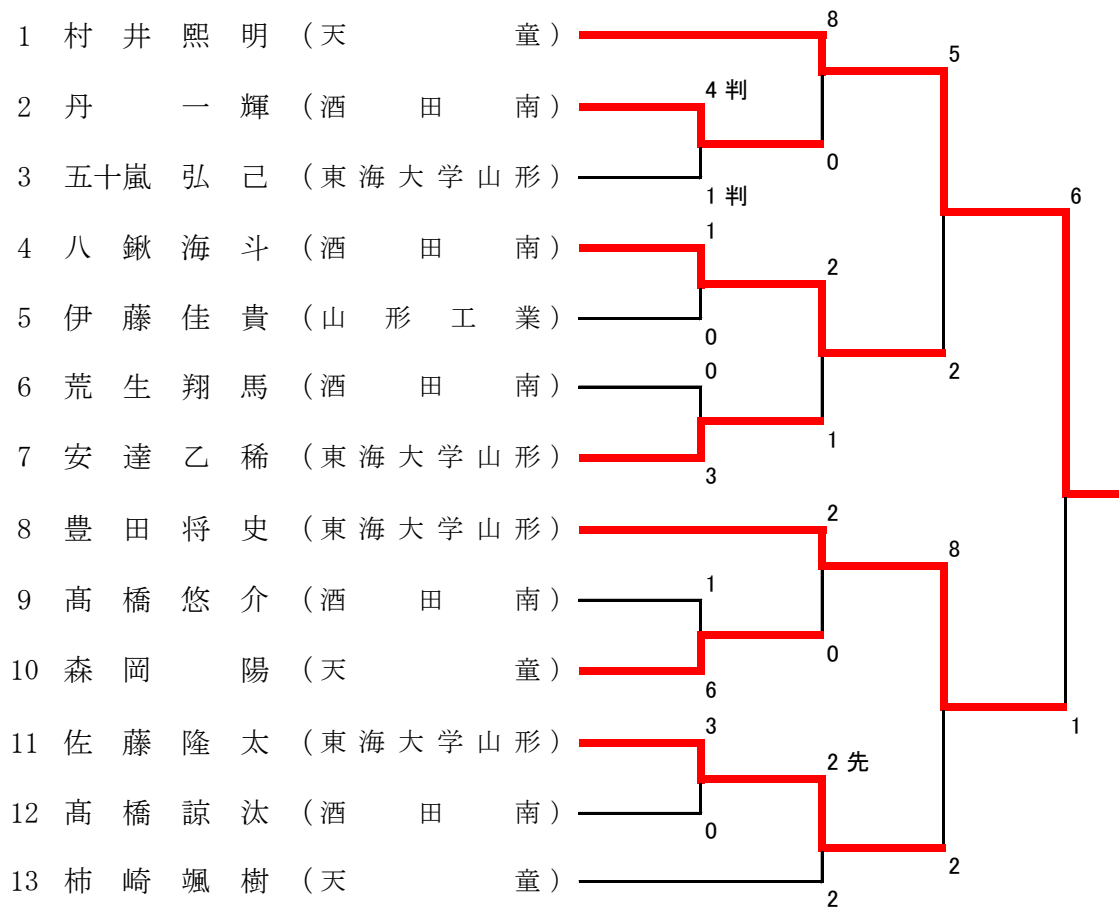 1 村井熙明 (天童)
8
5
2 丹一輝 (酒田南)
4 判
0
3 五十嵐弘己 (東海大学山形)
1 判
6
4 八鍬海斗 (酒田南)
1
2
5 伊藤佳貴 (山形工業)
0
6 荒生翔馬 (酒田南)
0
2
7 安達乙稀 (東海大学山形)
3
1
8 豊田将史 (東海大学山形)
2
8
9 髙橋悠介 (酒田南)
1
0
10 森岡陽 (天童)
6
11 佐藤隆太 (東海大学山形)
3
2 先
1
12 髙橋諒汰 (酒田南)
0
2
13 柿崎颯樹 (天童)
2